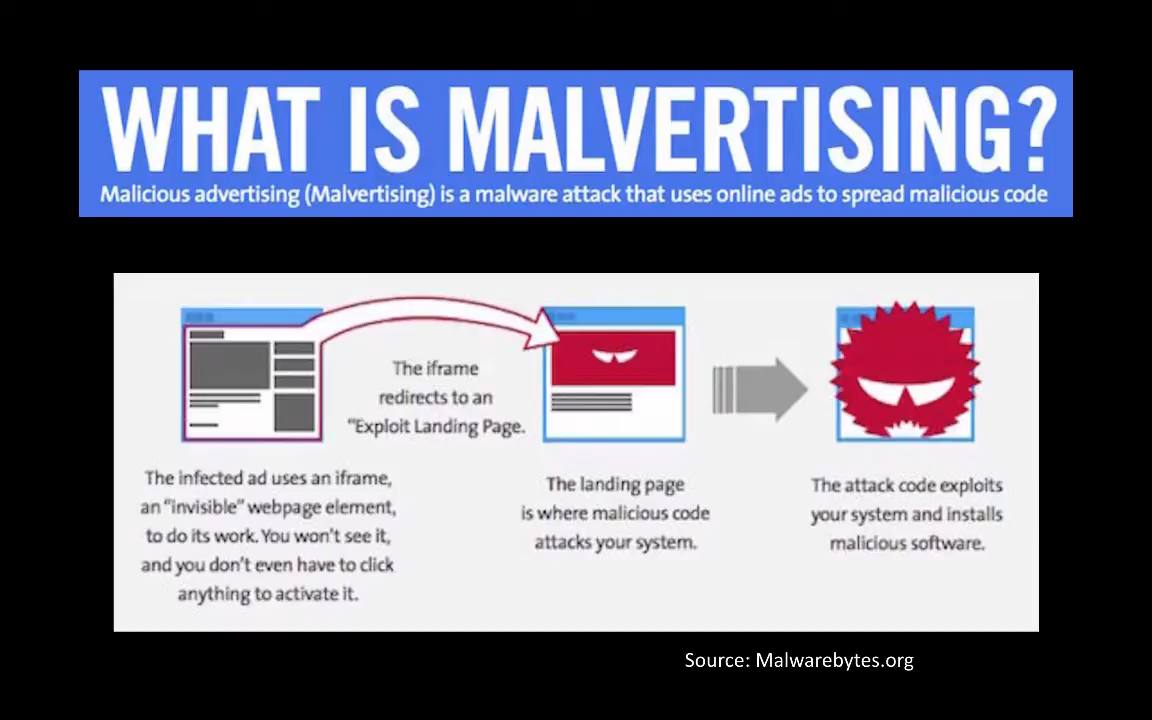 WHAT IS MALVERTISING?
Malicious advertising (Malvertising) is a malware attack that uses online ads to spread malicious code
The iframe
redirects to an
“Exploit Landing Page.
The infected ad uses an iframe,
an “invisible” webpage element,
to do its work. You won’t see it,
and you don’t even have to click
anything to activate it.
The landing page
is where malicious code
attacks your system.
The attack code exploits
your system and installs
malicious software.
Source: Malwarebytes.org